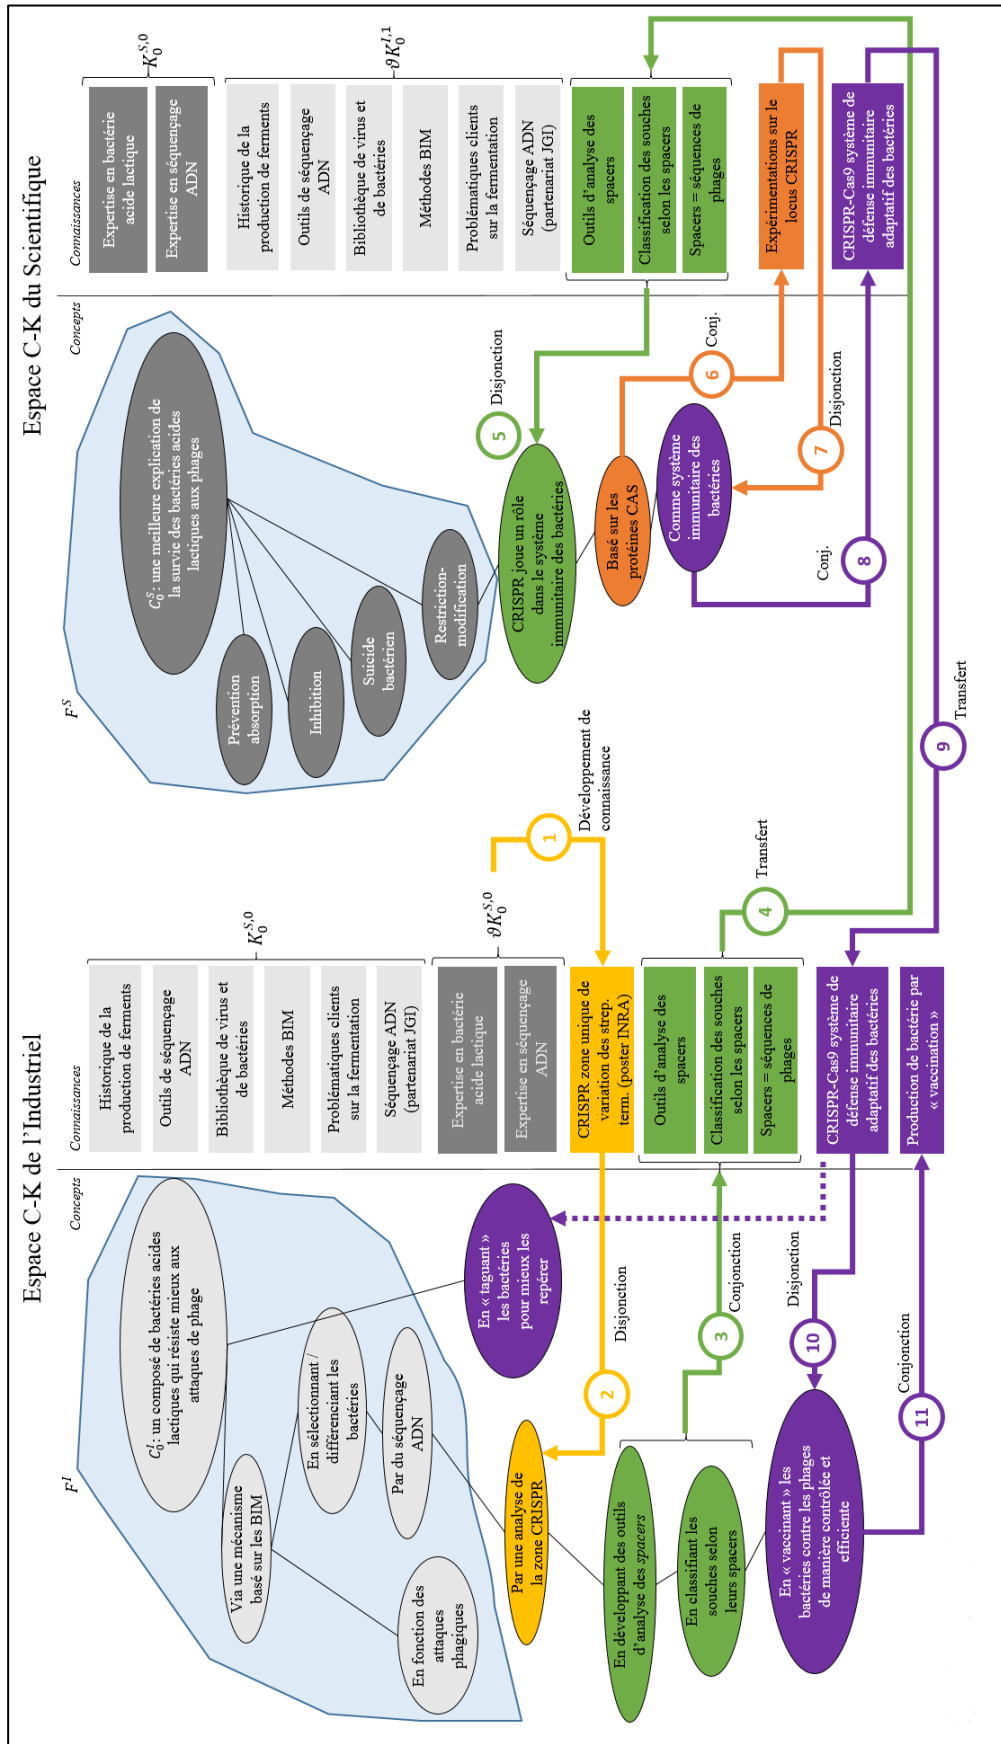 Espace C-K de l'Industriel
Concepts
Connaissances
F^I
C_0^I: un composé de bactéries acides
lactiques qui résiste mieux aux
attaques de phage
Via une mécanisme
basé sur les BIM
En sélectionnant /
différenciant les
bactéries
En fonction des
attaques
phagiques
Par du séquençage
ADN
En « taguant »
les bactéries
pour mieux les
repérer
Par une analyse de
la zone CRISPR
En développant des outils
d'analyse des spacers
En classifiant les
souches selon
leurs spacers
En « vaccinant » les
bactéries contre les phages
de manière contrôlée et
efficiente
Historique de la
production de ferments
Outils de séquençage
ADN
Bibliothèque de virus et
de bactéries
Méthodes BIM
Problématiques clients
sur la fermentation
Séquençage ADN
(partenariat JGI)
K_0^{S,0}
Expertise en bactérie
acide lactique
Expertise en séquençage
ADN
ϑK_0^{S,0}
CRISPR zone unique de
variation des strep.
term. (poster INRA)
Outils d'analyse des
spacers
Classification des souches
selon les spacers
Spacers = séquences de
phages
CRISPR-Cas9 système de
défense immunitaire
adaptatif des bactéries
Production de bactérie par
« vaccination »
1
Développement de
connaissance
2
Disjonction
3
Conjonction
4
Transfert
10
Disjonction
11
Conjonction
Espace C-K du Scientifique
Concepts
Connaissances
F^S
C_0^S: une meilleure explication de
la survie des bactéries acides
lactiques aux phages
Prévention
absorption
Inhibition
Suicide
bactérien
Restriction-
modification
CRISPR joue un rôle
dans le système
immunitaire des bactéries
Basé sur les
protéines CAS
Comme système
immunitaire des
bactéries
Expertise en bactérie
acide lactique
Expertise en séquençage
ADN
K_0^{S,0}
Historique de la
production de ferments
Outils de séquençage
ADN
Bibliothèque de virus et
de bactéries
Méthodes BIM
Problématiques clients
sur la fermentation
Séquençage ADN
(partenariat JGI)
ϑK_0^{I,1}
Outils d'analyse des
spacers
Classification des souches
selon les spacers
Spacers = séquences de
phages
Expérimentations sur le
locus CRISPR
CRISPR-Cas9 système de
défense immunitaire
adaptatif des bactéries
5
Disjonction
6
Conj.
7
Disjonction
8
Conj.
9
Transfert